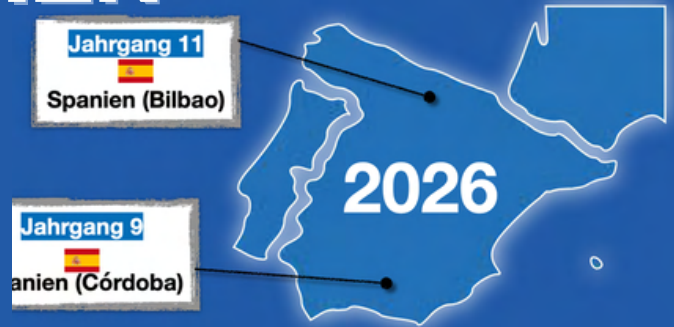 Jahrgang 11
Spanien (Bilbao)
2026
Jahrgang 9
anien (Córdoba)